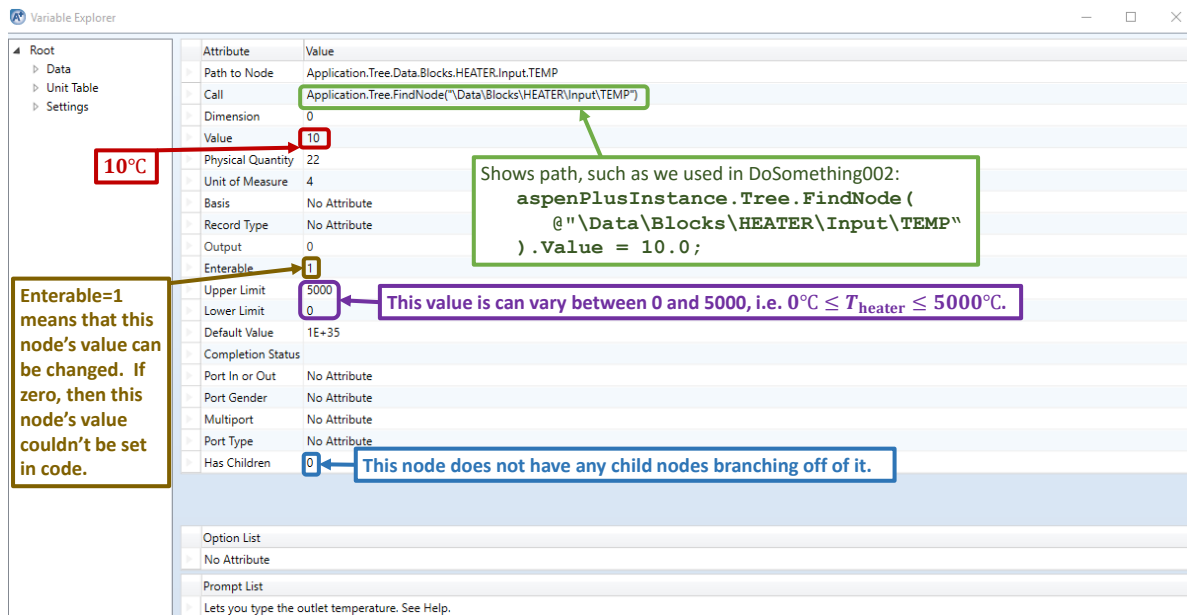 Variable Explorer
Root
Data
Unit Table
Settings
Attribute Value
Path to Node Application.Tree.Data.Blocks.HEATER.Input.TEMP
Call Application.Tree.FindNode("\Data\Blocks\HEATER\Input\TEMP")
Dimension 0
Value 10
10℃
Physical Quantity 22
Unit of Measure 4
Basis No Attribute
Record Type No Attribute
Output 0
Enterable 1
Upper Limit 5000
Lower Limit 0
Default Value 1E+35
Completion Status
Port In or Out No Attribute
Port Gender No Attribute
Multiport No Attribute
Port Type No Attribute
Has Children 0
Shows path, such as we used in DoSomething002:
aspenPlusInstance.Tree.FindNode(
@"\Data\Blocks\HEATER\Input\TEMP“
).Value = 10.0;
Enterable=1
means that this
node’s value can
be changed. If
zero, then this
node’s value
couldn’t be set
in code.
This value is can vary between 0 and 5000, i.e. 0℃ ≤ T_heater ≤ 5000℃.
This node does not have any child nodes branching off of it.
Option List
No Attribute
Prompt List
Lets you type the outlet temperature. See Help.